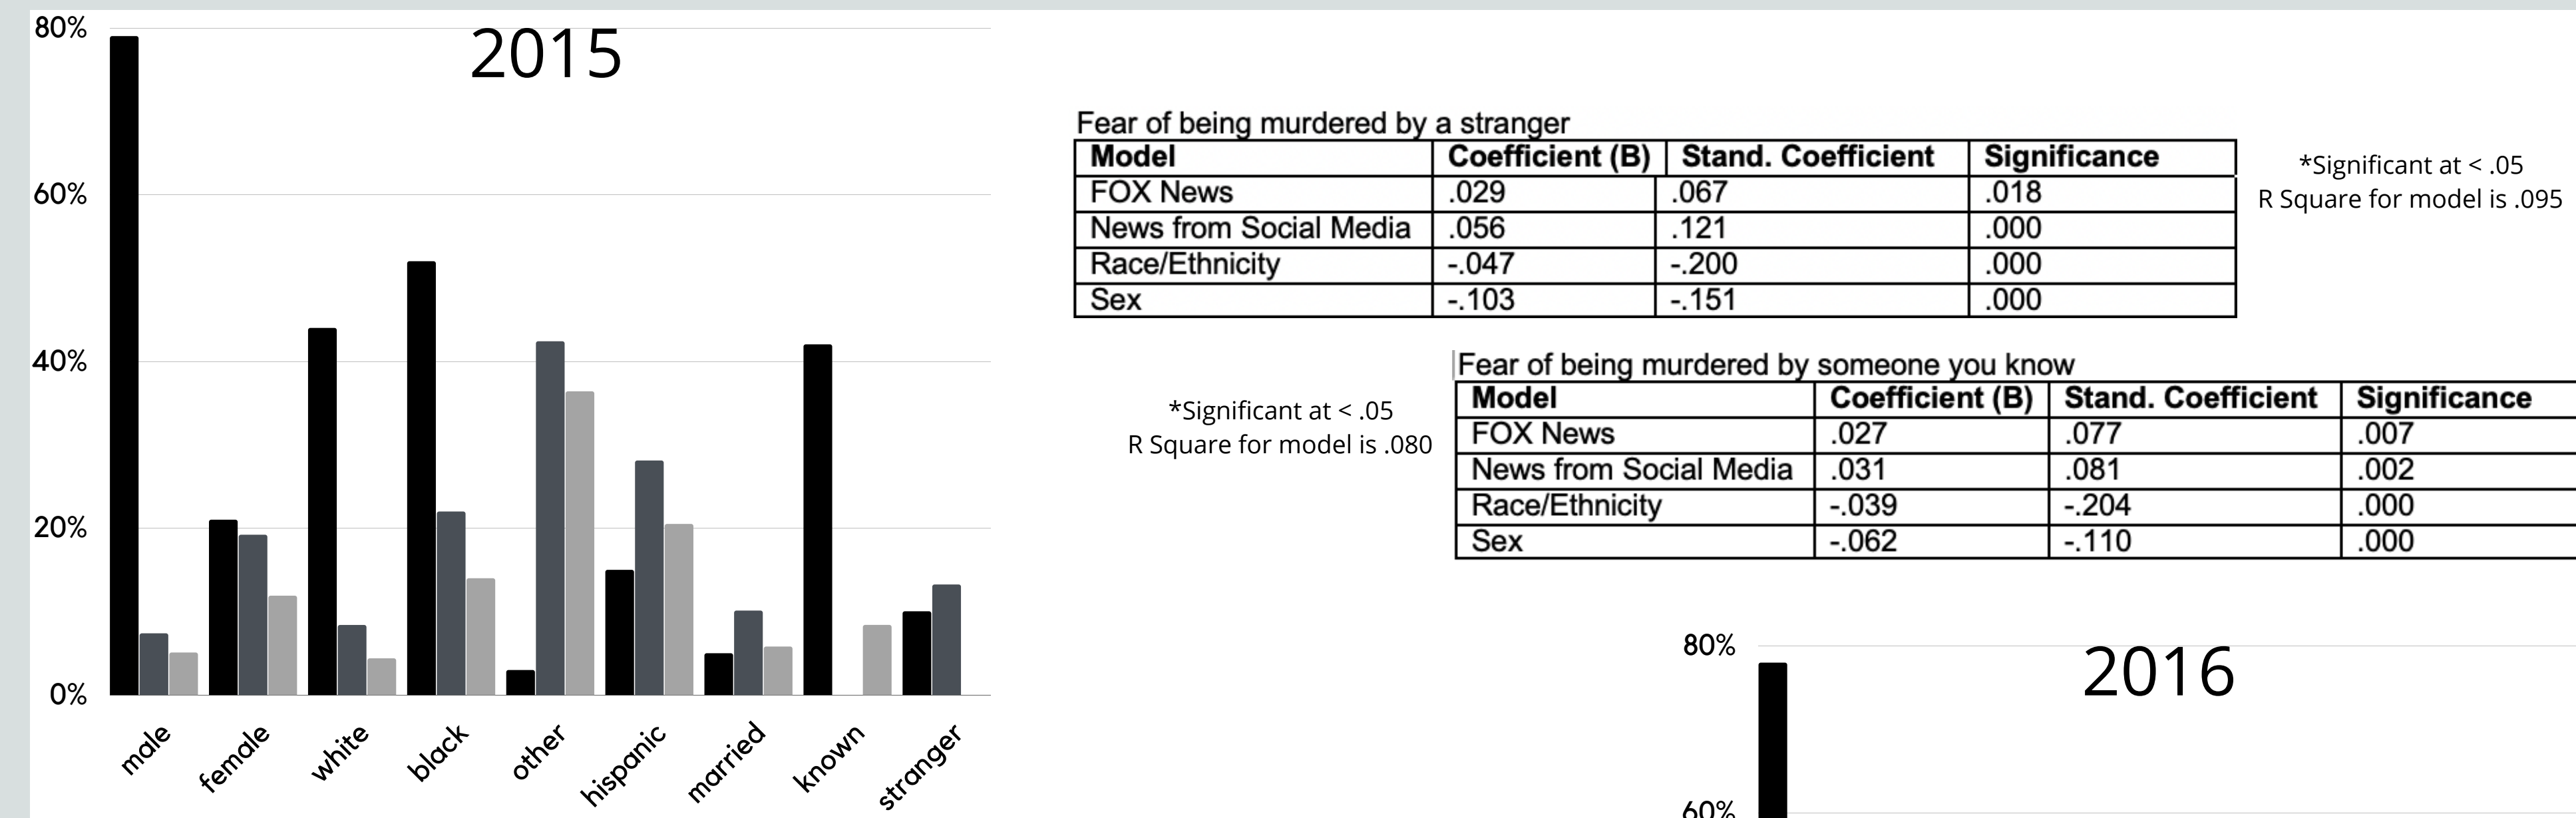 2015
80%
60%
40%
20%
0%
male
female
white
black
other
hispanic
married
known
stranger
Fear of being murdered by a stranger
Model Coefficient (B) Stand. Coefficient Significance
FOX News .029 .067 .018
News from Social Media .056 .121 .000
Race/Ethnicity -.047 -.200 .000
Sex -.103 -.151 .000
*Significant at < .05
R Square for model is .095
Fear of being murdered by someone you know
Model Coefficient (B) Stand. Coefficient Significance
FOX News .027 .077 .007
News from Social Media .031 .081 .002
Race/Ethnicity -.039 -.204 .000
Sex -.062 -.110 .000
*Significant at < .05
R Square for model is .080
2016
80%
60%